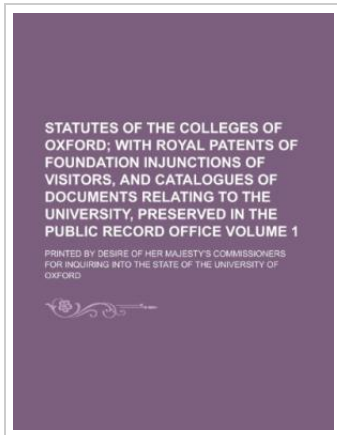 STATUTES OF THE COLLEGES OF
OXFORD; WITH ROYAL PATENTS OF
FOUNDATION INJUNCTIONS OF
VISITORS, AND CATALOGUES OF
DOCUMENTS RELATING TO THE
UNIVERSITY, PRESERVED IN THE
PUBLIC RECORD OFFICE VOLUME 1
PRINTED BY DESIRE OF HER MAJESTY'S COMMISSIONERS
FOR INQUIRING INTO THE STATE OF THE UNIVERSITY OF
OXFORD